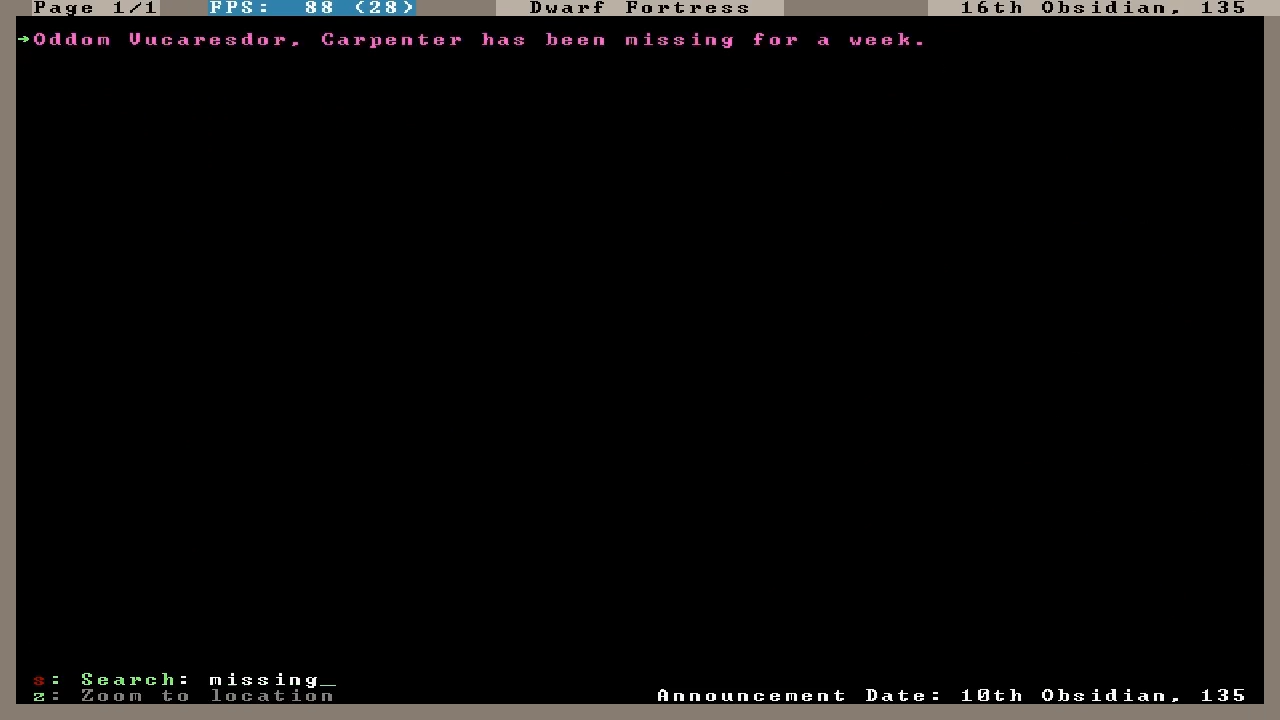 Page 1/1 FPS: 88 (28) Dwarf Fortress 16th Obsidian, 135
→Oddom Vucaresdor, Carpenter has been missing for a week.
s: Search: missing_
z: Zoom to location Announcement Date: 10th Obsidian, 135